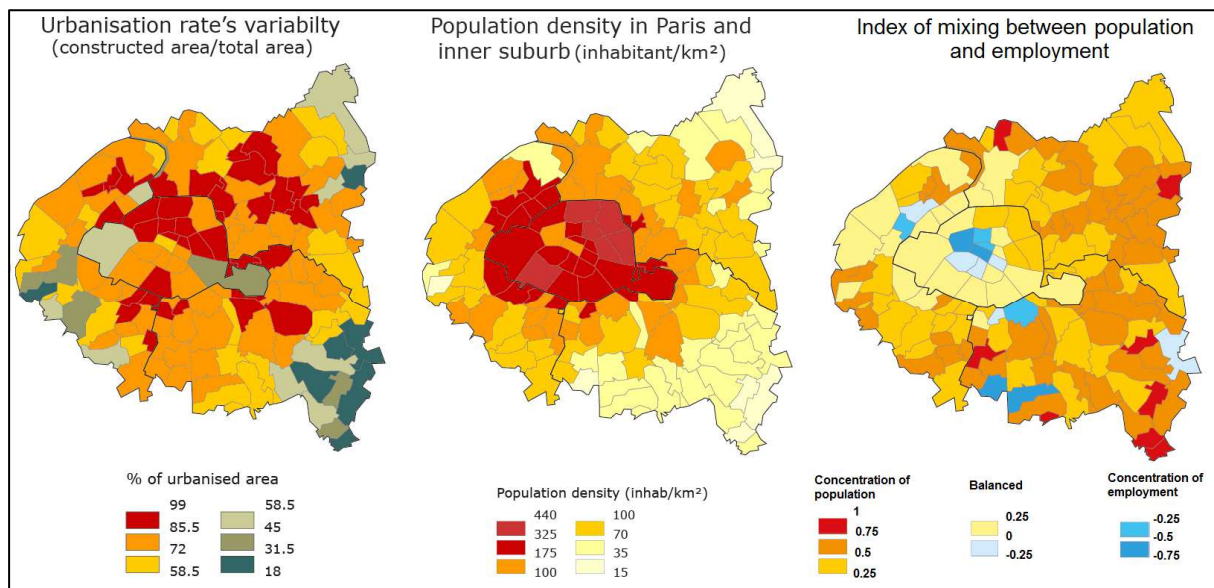 Urbanisation rate's variabilty
(constructed area/total area)
% of urbanised area
99
85.5
72
58.5
58.5
45
31.5
18
Population density in Paris and
inner suburb (inhabitant/km²)
Population density (inhab/km²)
440
325
175
100
100
70
35
15
Index of mixing between population
and employment
Concentration of
population
1
0.75
0.5
0.25
Balanced
0.25
0
-0.25
Concentration of
employment
-0.25
-0.5
-0.75